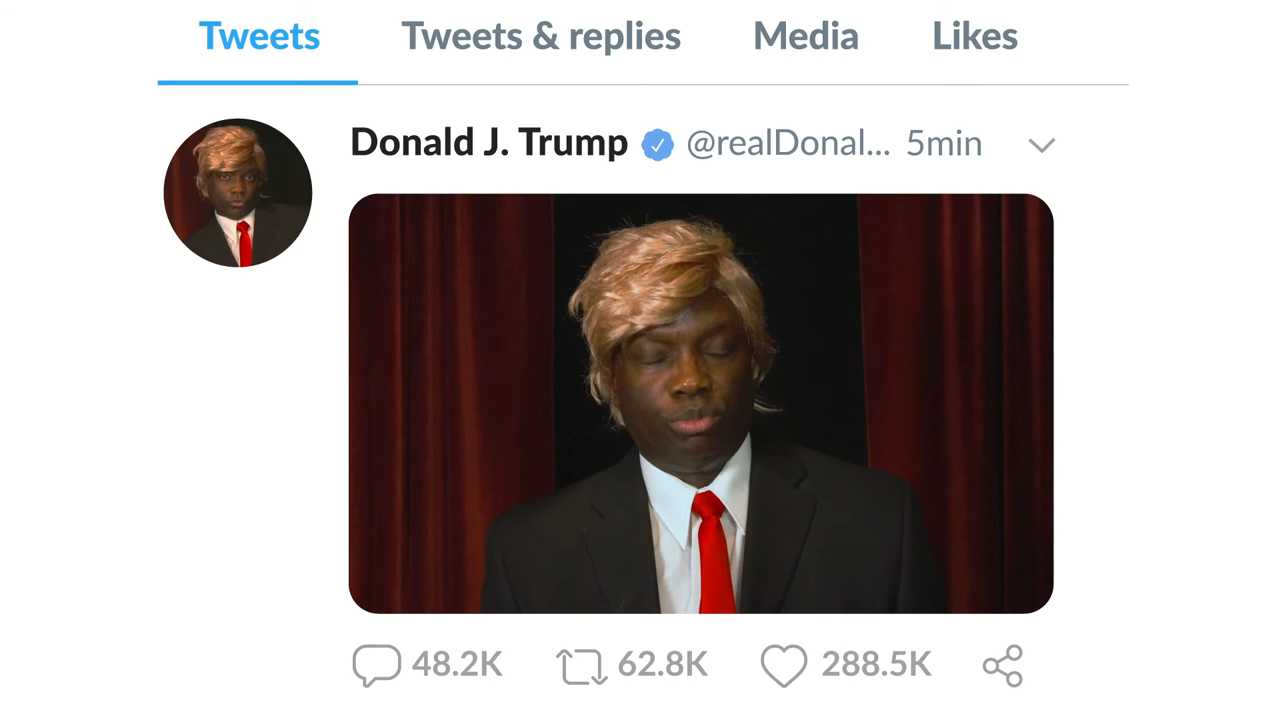 Tweets Tweets & replies Media Likes
Donald J. Trump @realDonal... 5min
48.2K 62.8K 288.5K